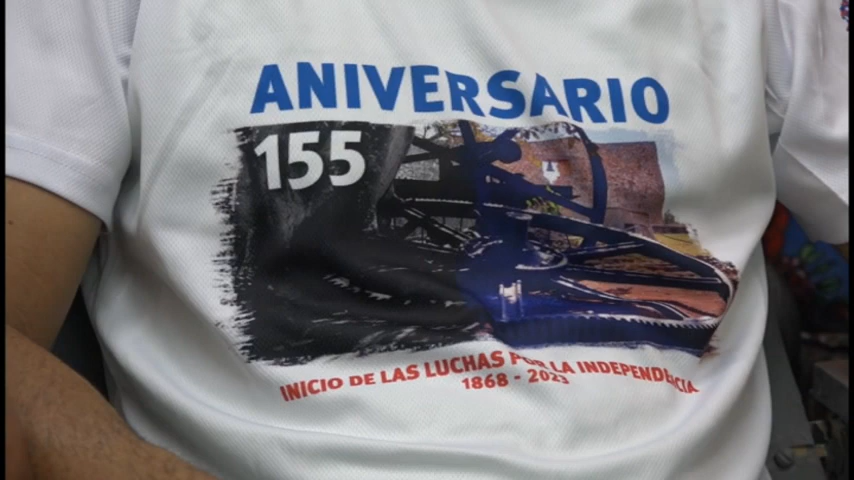 ANIVERSARIO
155
INICIO DE LAS LUCHAS POR LA INDEPENDENCIA
1868 - 2023